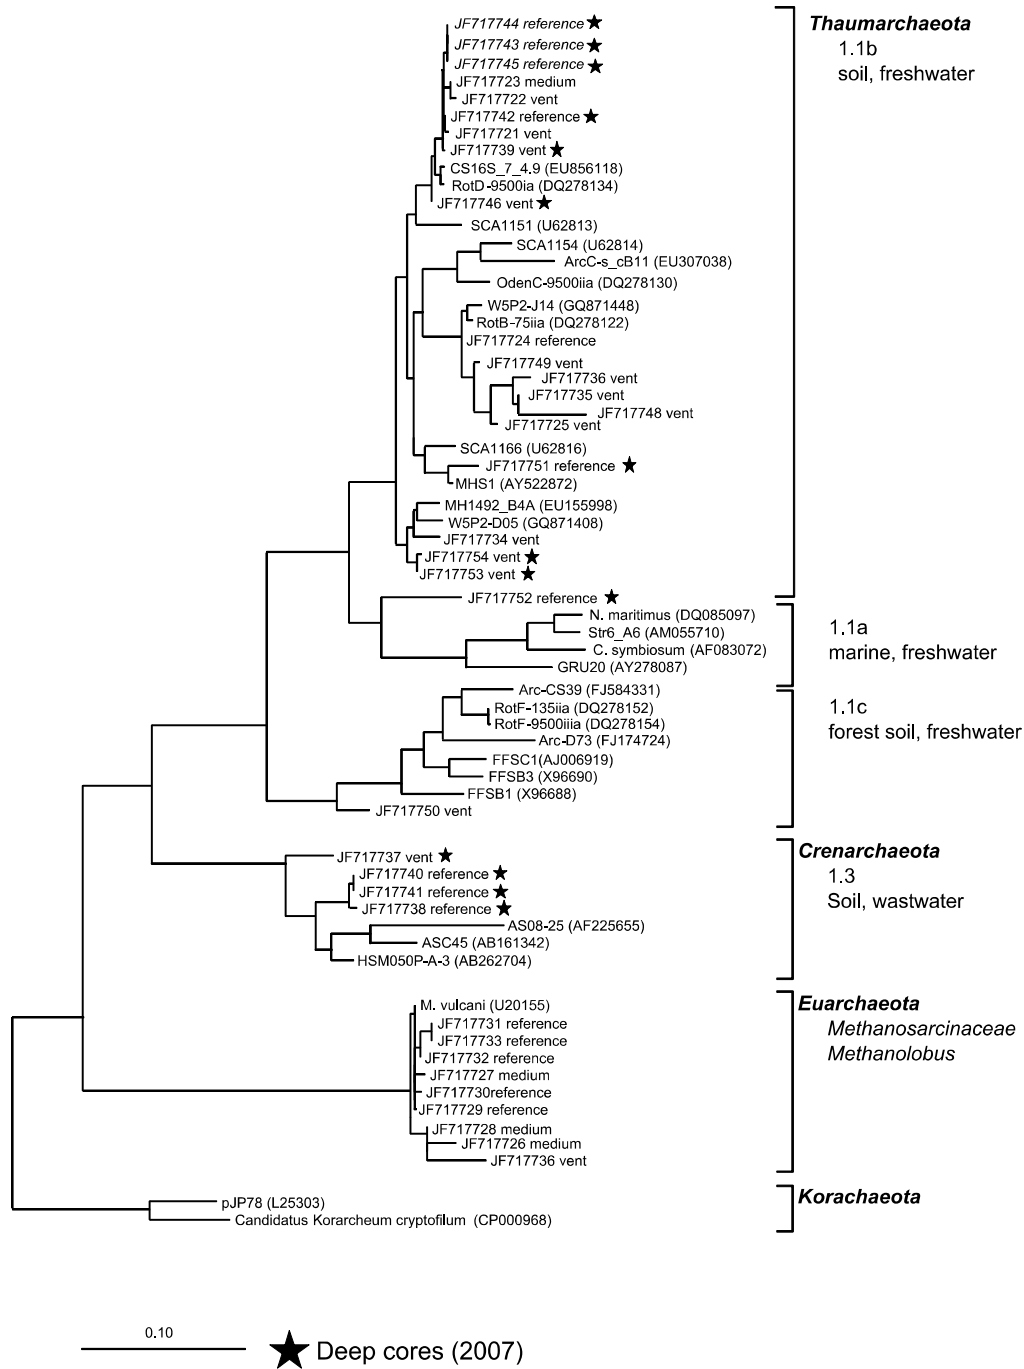 JF717744 reference
JF717743 reference
JF717745 reference
JF717723 medium
JF717722 vent
JF717742 reference
JF717721 vent
JF717739 vent
CS16S_7_4.9 (EU856118)
RotD-9500ia (DQ278134)
JF717746 vent
SCA1151 (U62813)
SCA1154 (U62814)
ArcC-s_cB11 (EU307038)
OdenC-9500iia (DQ278130)
W5P2-J14 (GQ871448)
RotB-75iia (DQ278122)
JF717724 reference
JF717749 vent
JF717736 vent
JF717735 vent
JF717748 vent
JF717725 vent
SCA1166 (U62816)
JF717751 reference
MHS1 (AY522872)
MH1492_B4A (EU155998)
W5P2-D05 (GQ871408)
JF717734 vent
JF717754 vent
JF717753 vent
JF717752 reference
Thaumarchaeota
1.1b
soil, freshwater
N. maritimus (DQ085097)
Str6_A6 (AM055710)
C. symbiosum (AF083072)
GRU20 (AY278087)
1.1a
marine, freshwater
Arc-CS39 (FJ584331)
RotF-135iia (DQ278152)
RotF-9500iiia (DQ278154)
Arc-D73 (FJ174724)
FFSC1(AJ006919)
FFSB3 (X96690)
FFSB1 (X96688)
JF717750 vent
1.1c
forest soil, freshwater
JF717737 vent
JF717740 reference
JF717741 reference
JF717738 reference
AS08-25 (AF225655)
ASC45 (AB161342)
HSM050P-A-3 (AB262704)
Crenarchaeota
1.3
Soil, wastwater
M. vulcani (U20155)
JF717731 reference
JF717733 reference
JF717732 reference
JF717727 medium
JF717730reference
JF717729 reference
JF717728 medium
JF717726 medium
JF717736 vent
Euarchaeota
Methanosarcinaceae
Methanolobus
pJP78 (L25303)
Candidatus Korarcheum cryptofilum (CP000968)
Korachaeota
0.10
Deep cores (2007)